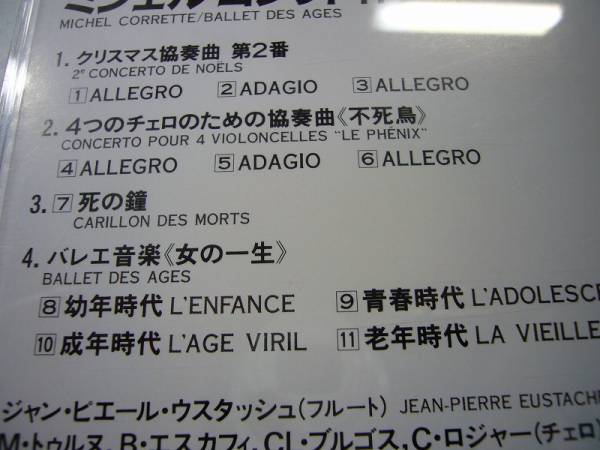 MICHEL CORRETTE/BALLET DES AGES
1. クリスマス協奏曲 第2番
2e CONCERTO DE NOËLS
1 ALLEGRO 2 ADAGIO 3 ALLEGRO
2. 4つのチェロのための協奏曲《不死鳥》
CONCERTO POUR 4 VIOLONCELLES "LE PHÉNIX"
4 ALLEGRO 5 ADAGIO 6 ALLEGRO
3. 7 死の鐘
CARILLON DES MORTS
4. バレエ音楽《女の一生》
BALLET DES AGES
8 幼年時代 L'ENFANCE 9 青春時代 L'ADOLESCE
10 成年時代 L'AGE VIRIL 11 老年時代 LA VIEILLE
ジャン・ピエール・ウスタッシュ(フルート) JEAN-PIERRE EUSTACHE
M・トゥルヌ, B・エスカフィ, CL・ブルゴス, C・ロジャー(チェロ)